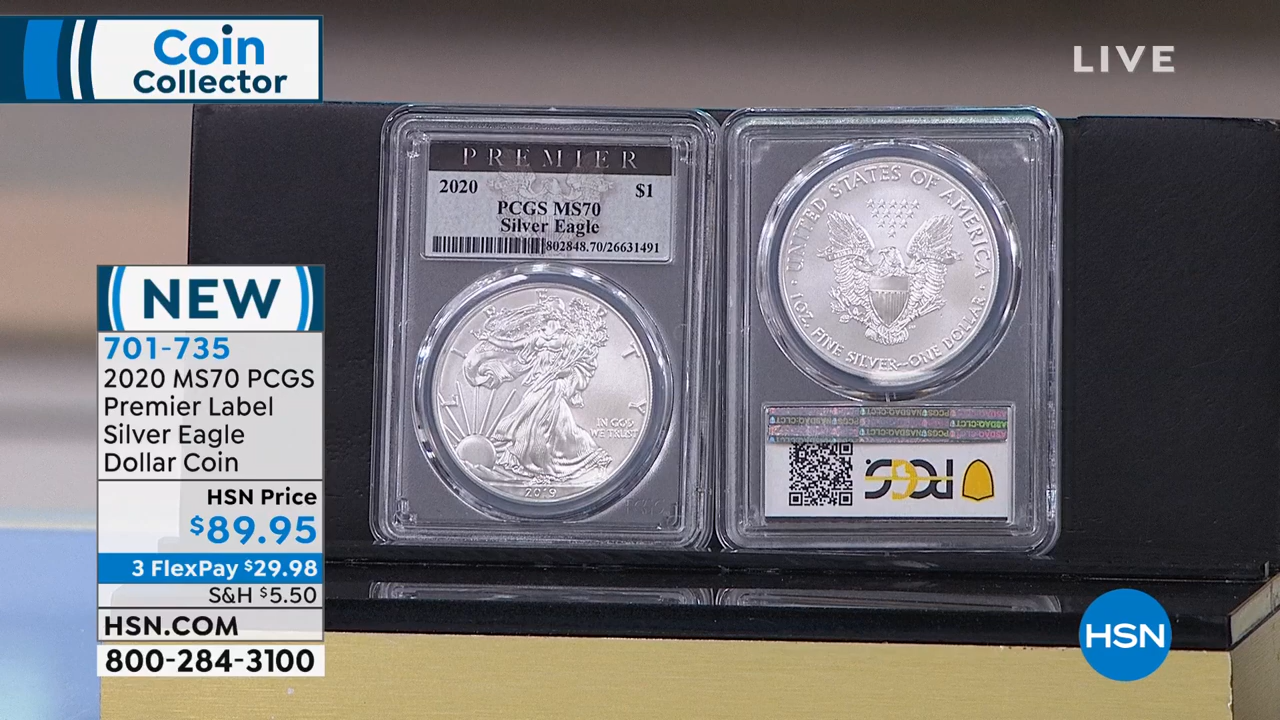 Coin
Collector
LIVE
PREMIER
2020 $1
PCGS MS70
Silver Eagle
802848.70/26631491
LIBERTY
IN GOD
WE TRUST
2019
UNITED STATES OF AMERICA
1 OZ. FINE SILVER~ONE DOLLAR
PCGS
NEW
701-735
2020 MS70 PCGS
Premier Label
Silver Eagle
Dollar Coin
HSN Price
$89.95
3 FlexPay $29.98
S&H $5.50
HSN.COM
800-284-3100
HSN